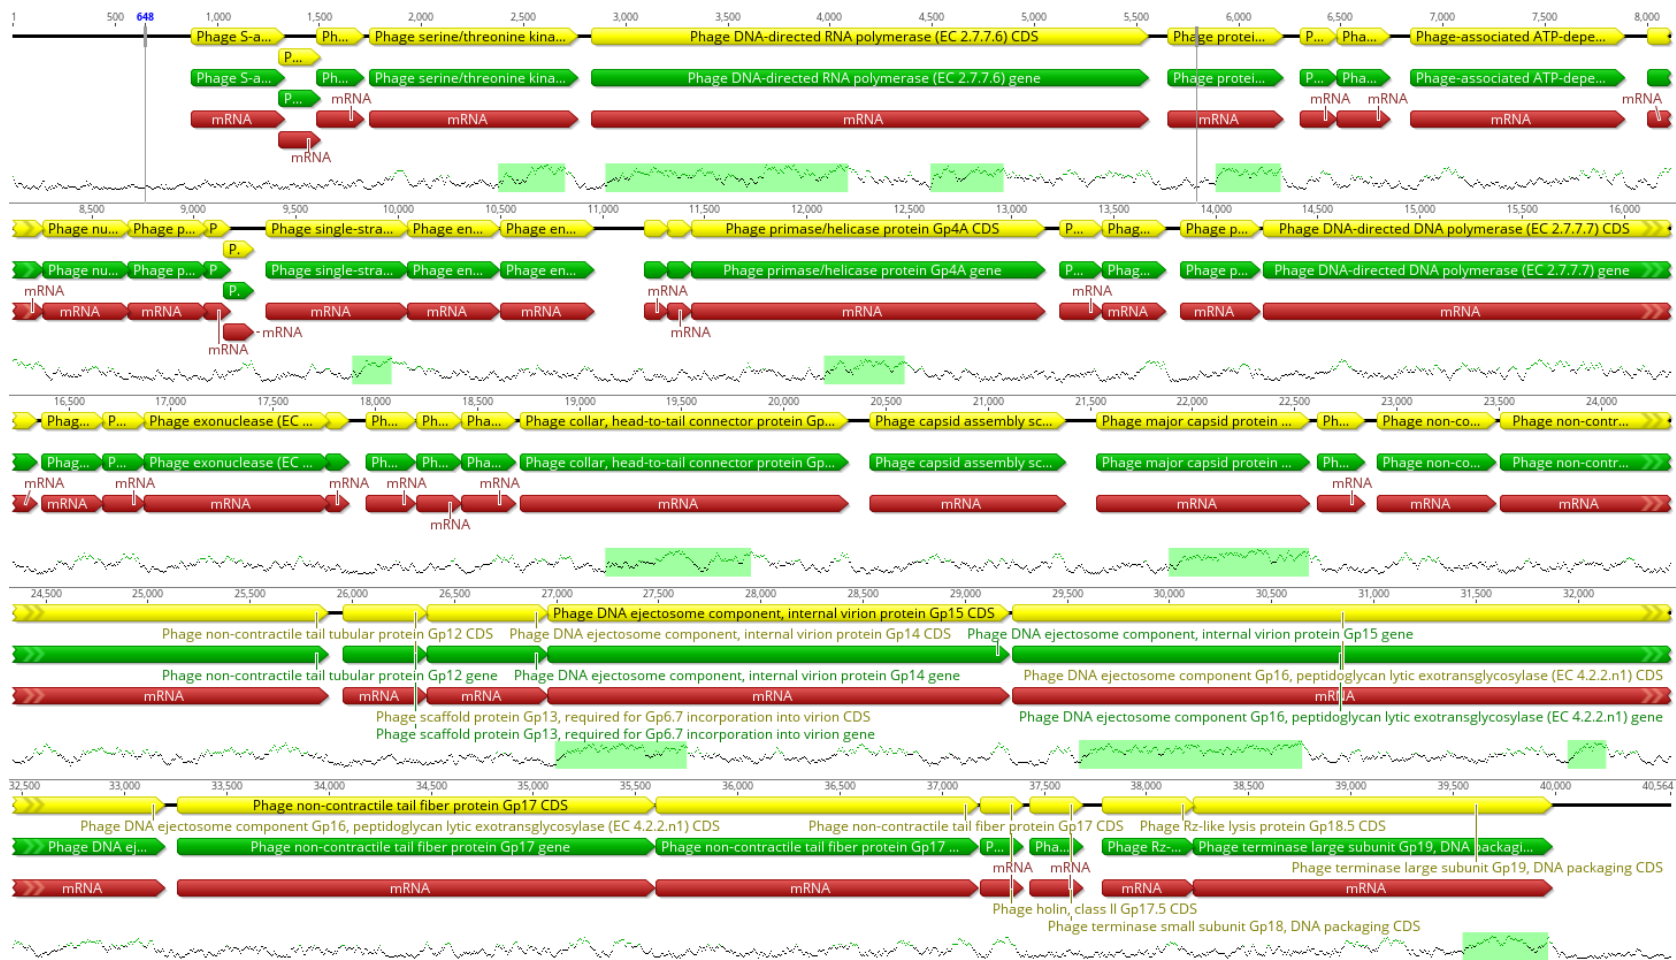 1 500 648 1,000 1,500 2,000 2,500 3,000 3,500 4,000 4,500 5,000 5,500 6,000 6,500 7,000 7,500 8,000
Phage S-a... Ph... Phage serine/threonine kina... Phage DNA-directed RNA polymerase (EC 2.7.7.6) CDS Phage protei... P... Pha... Phage-associated ATP-depe...
P...
Phage S-a... Ph... Phage serine/threonine kina... Phage DNA-directed RNA polymerase (EC 2.7.7.6) gene Phage protei... P... Pha... Phage-associated ATP-depe...
P... mRNA mRNA mRNA mRNA
mRNA mRNA mRNA mRNA mRNA
mRNA
8,500 9,000 9,500 10,000 10,500 11,000 11,500 12,000 12,500 13,000 13,500 14,000 14,500 15,000 15,500 16,000
Phage nu... Phage p... P Phage single-stra... Phage en... Phage en... Phage primase/helicase protein Gp4A CDS P... Phag... Phage p... Phage DNA-directed DNA polymerase (EC 2.7.7.7) CDS
P.
Phage nu... Phage p... P Phage single-stra... Phage en... Phage en... Phage primase/helicase protein Gp4A gene P... Phag... Phage p... Phage DNA-directed DNA polymerase (EC 2.7.7.7) gene
mRNA P. mRNA mRNA
mRNA mRNA mRNA mRNA mRNA mRNA mRNA mRNA mRNA
mRNA mRNA
mRNA
16,500 17,000 17,500 18,000 18,500 19,000 19,500 20,000 20,500 21,000 21,500 22,000 22,500 23,000 23,500 24,000
Phag... P... Phage exonuclease (EC ... Ph... Ph... Pha... Phage collar, head-to-tail connector protein Gp... Phage capsid assembly sc... Phage major capsid protein ... Ph... Phage non-co... Phage non-contr...
Phag... P... Phage exonuclease (EC ... Ph... Ph... Pha... Phage collar, head-to-tail connector protein Gp... Phage capsid assembly sc... Phage major capsid protein ... Ph... Phage non-co... Phage non-contr...
mRNA mRNA mRNA mRNA mRNA mRNA
mRNA mRNA mRNA mRNA mRNA mRNA mRNA
mRNA
24,500 25,000 25,500 26,000 26,500 27,000 27,500 28,000 28,500 29,000 29,500 30,000 30,500 31,000 31,500 32,000
Phage DNA ejectosome component, internal virion protein Gp15 CDS
Phage non-contractile tail tubular protein Gp12 CDS Phage DNA ejectosome component, internal virion protein Gp14 CDS Phage DNA ejectosome component, internal virion protein Gp15 gene
Phage non-contractile tail tubular protein Gp12 gene Phage DNA ejectosome component, internal virion protein Gp14 gene Phage DNA ejectosome component Gp16, peptidoglycan lytic exotransglycosylase (EC 4.2.2.n1) CDS
mRNA mRNA mRNA mRNA mRNA
Phage scaffold protein Gp13, required for Gp6.7 incorporation into virion CDS Phage DNA ejectosome component Gp16, peptidoglycan lytic exotransglycosylase (EC 4.2.2.n1) gene
Phage scaffold protein Gp13, required for Gp6.7 incorporation into virion gene
32,500 33,000 33,500 34,000 34,500 35,000 35,500 36,000 36,500 37,000 37,500 38,000 38,500 39,000 39,500 40,000 40,564
Phage non-contractile tail fiber protein Gp17 CDS
Phage DNA ejectosome component Gp16, peptidoglycan lytic exotransglycosylase (EC 4.2.2.n1) CDS Phage non-contractile tail fiber protein Gp17 CDS Phage Rz-like lysis protein Gp18.5 CDS
Phage DNA ej... Phage non-contractile tail fiber protein Gp17 gene Phage non-contractile tail fiber protein Gp17 ... P... Pha... Phage Rz-... Phage terminase large subunit Gp19, DNA packagi...
mRNA mRNA Phage terminase large subunit Gp19, DNA packaging CDS
mRNA mRNA mRNA mRNA mRNA
Phage holin, class II Gp17.5 CDS
Phage terminase small subunit Gp18, DNA packaging CDS